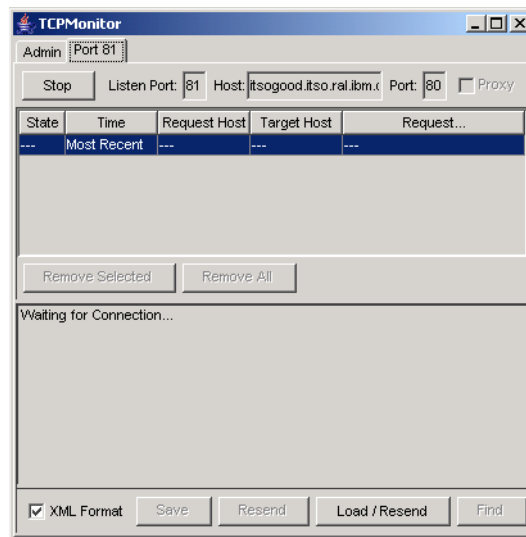 TCPMonitor
Admin Port 81
Stop Listen Port: 81 Host: itsogood.itso.ral.ibm.c Port: 80 Proxy
State Time Request Host Target Host Request...
--- Most Recent --- --- ---
Remove Selected Remove All
Waiting for Connection...
XML Format Save Resend Load / Resend Find